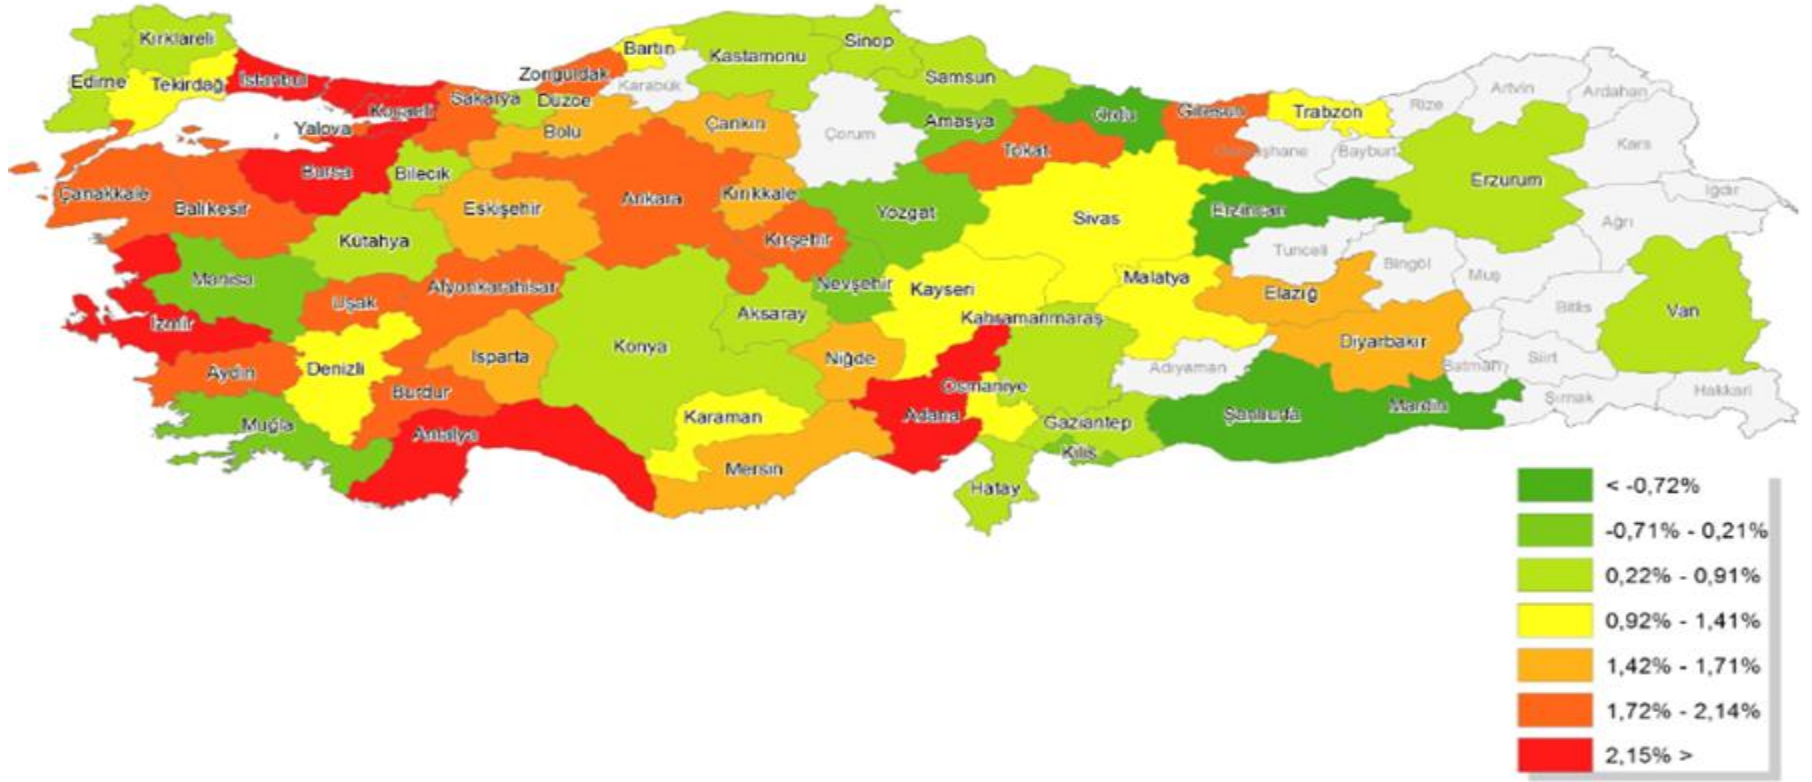 Kırklareli
Edirne
Tekirdağ
İstanbul
Kocaeli
Yalova
Sakarya
Düzce
Zonguldak
Bartın
Karabük
Kastamonu
Sinop
Samsun
Bolu
Çankırı
Çorum
Amasya
Ordu
Giresun
Trabzon
Rize
Artvin
Ardahan
Kars
Iğdır
Ağrı
Tokat
Bayburt
Erzurum
Çanakkale
Balıkesir
Bursa
Bilecik
Eskişehir
Ankara
Kırıkkale
Kırşehir
Yozgat
Sivas
Erzincan
Tunceli
Bingöl
Muş
Bitlis
Van
Kütahya
Manisa
Uşak
Afyonkarahisar
Nevşehir
Kayseri
Malatya
Elazığ
Diyarbakır
Batman
Siirt
Şırnak
Hakkari
İzmir
Aydın
Denizli
Isparta
Burdur
Konya
Aksaray
Niğde
Kahramanmaraş
Adıyaman
Osmaniye
Adana
Gaziantep
Kilis
Şanlıurfa
Mardin
Muğla
Antalya
Karaman
Mersin
Hatay
< -0,72%
-0,71% - 0,21%
0,22% - 0,91%
0,92% - 1,41%
1,42% - 1,71%
1,72% - 2,14%
2,15% >